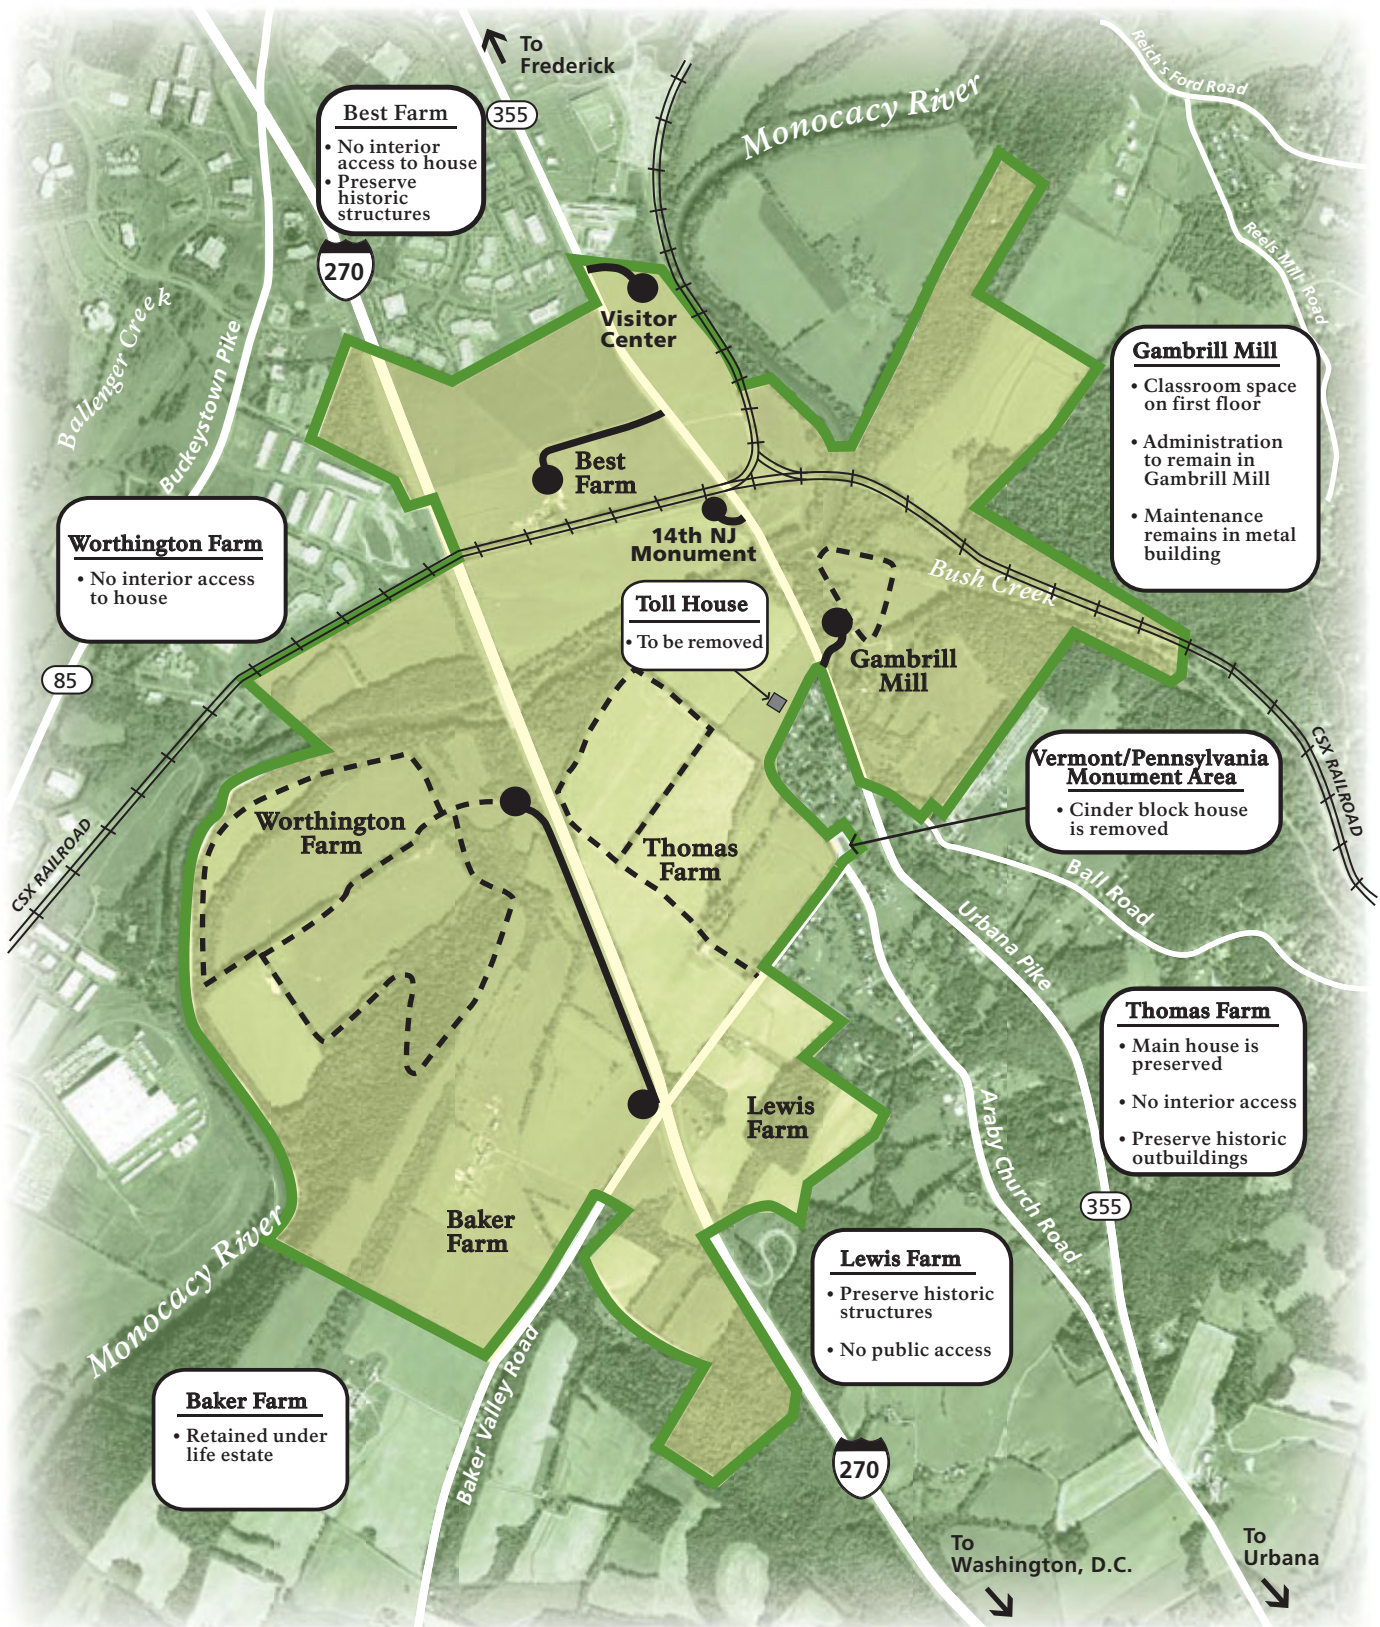 To
Frederick
355
Reich's Ford Road
Monocacy River
Best Farm
• No interior
access to house
• Preserve
historic
structures
270
Reels Mill Road
Ballenger Creek
Buckeystown Pike
Visitor
Center
Gambrill Mill
• Classroom space
on first floor
• Administration
to remain in
Gambrill Mill
• Maintenance
remains in metal
building
Best
Farm
14th NJ
Monument
Worthington Farm
• No interior access
to house
Bush Creek
Toll House
• To be removed
Gambrill
Mill
85
CSX RAILROAD
Vermont/Pennsylvania
Monument Area
• Cinder block house
is removed
Worthington
Farm
Thomas
Farm
CSX RAILROAD
Ball Road
Urbana Pike
Thomas Farm
• Main house is
preserved
• No interior access
• Preserve historic
outbuildings
Lewis
Farm
Araby Church Road
355
Baker
Farm
Monocacy River
Lewis Farm
• Preserve historic
structures
• No public access
Baker Farm
• Retained under
life estate
Baker Valley Road
270
To
Washington, D.C.
To
Urbana